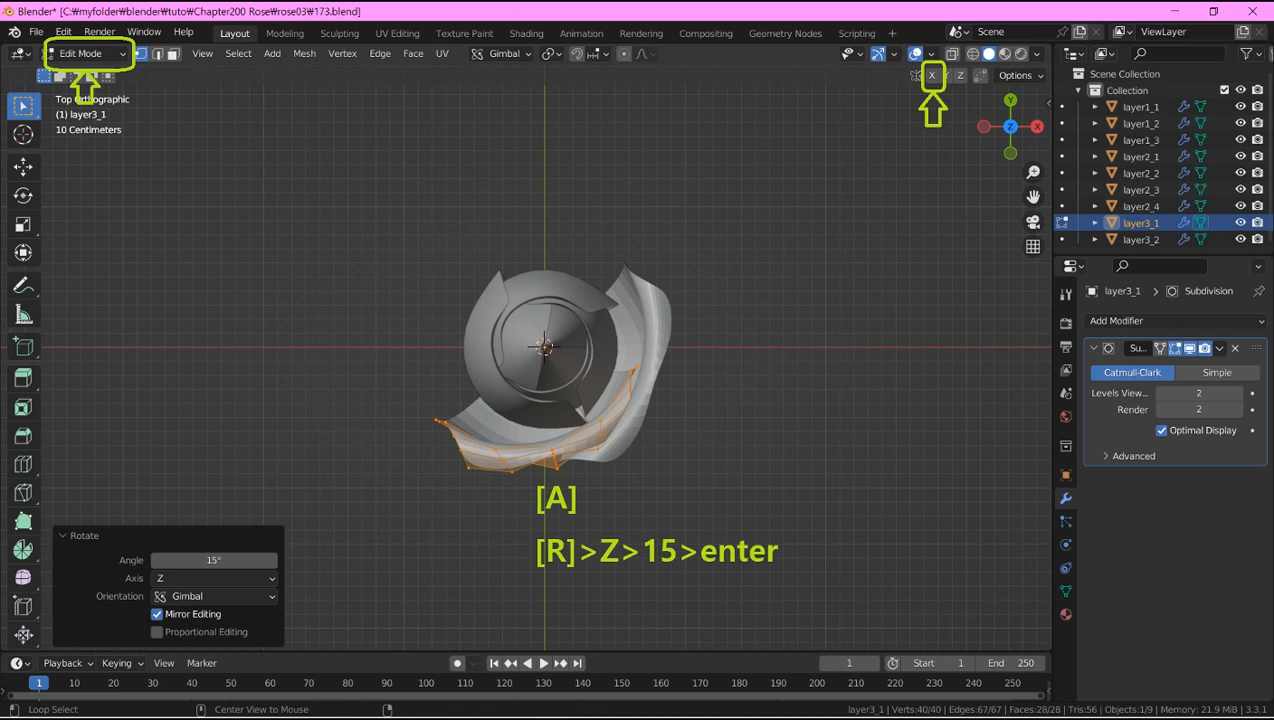 Blender* [C:₩myfolder₩blender₩tuto₩Chapter200 Rose₩rose03₩173.blend]
File Edit Render Window Help Layout Modeling Sculpting UV Editing Texture Paint Shading Animation Rendering Compositing Geometry Nodes Scripting Scene ViewLayer
Edit Mode View Select Add Mesh Vertex Edge Face UV Gimbal
X Z Options
Top Orthographic
(1) layer3_1
10 Centimeters
Y
Z X
Scene Collection
Collection
layer1_1
layer1_2
layer1_3
layer2_1
layer2_2
layer2_3
layer2_4
layer3_1
layer3_2
layer3_1 Subdivision
Add Modifier
Su...
Catmull-Clark Simple
Levels View... 2
Render 2
Optimal Display
Advanced
[A]
[R]>Z>15>enter
Rotate
Angle 15°
Axis Z
Orientation Gimbal
Mirror Editing
Proportional Editing
Playback Keying View Marker 1 Start 1 End 250
1 10 20 30 40 50 60 70 80 90 100 110 120 130 140 150 160 170 180 190 200 210 220 230 240 250
Loop Select Center View to Mouse layer3_1 | Verts:40/40 | Edges:67/67 | Faces:28/28 | Tris:56 | Objects:1/9 | Memory: 21.9 MiB | 3.3.1